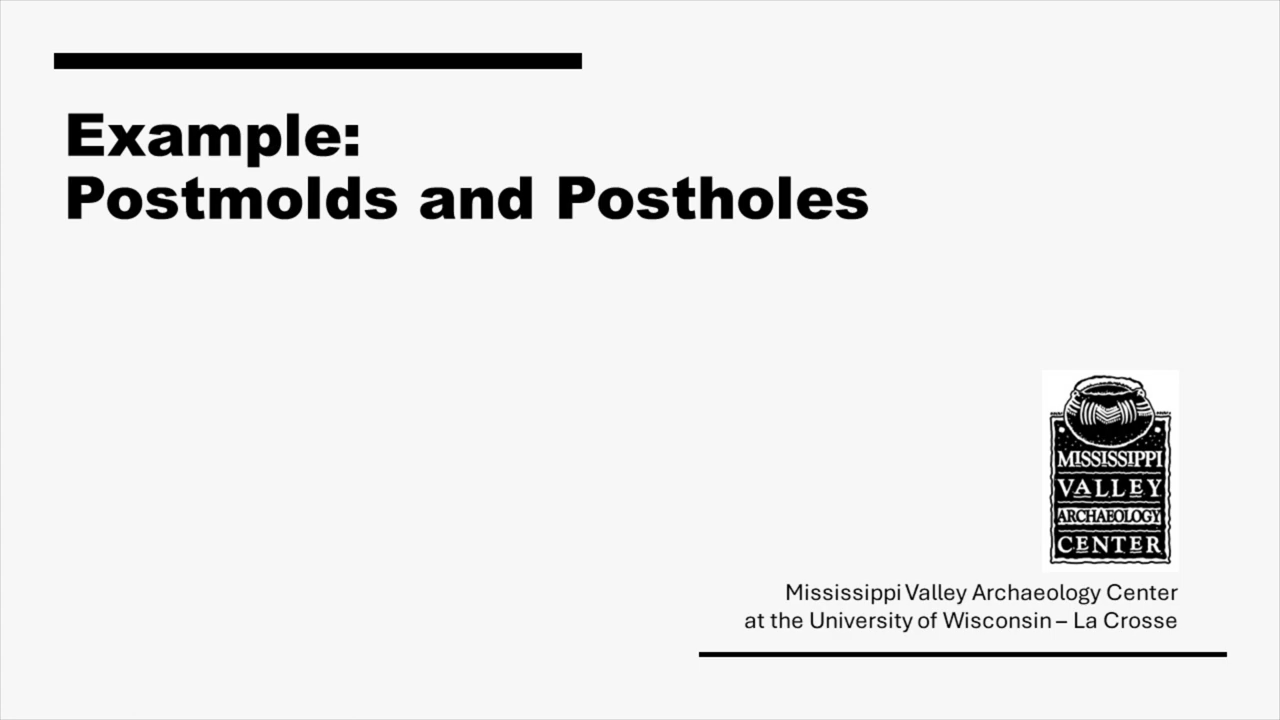 Example:
Postmolds and Postholes
MISSISSIPPI
VALLEY
ARCHAEOLOGY
CENTER
Mississippi Valley Archaeology Center
at the University of Wisconsin – La Crosse